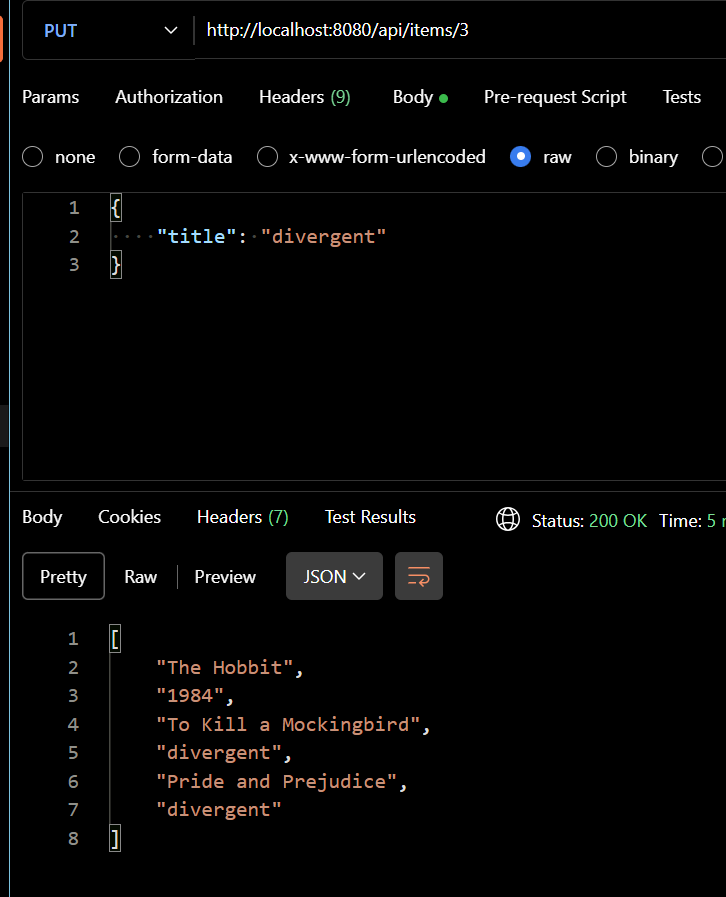 PUT http://localhost:8080/api/items/3
Params Authorization Headers (9) Body Pre-request Script Tests
none form-data x-www-form-urlencoded raw binary
1 {
2 "title": "divergent"
3 }
Body Cookies Headers (7) Test Results Status: 200 OK Time: 5
Pretty Raw Preview JSON
1 [
2 "The Hobbit",
3 "1984",
4 "To Kill a Mockingbird",
5 "divergent",
6 "Pride and Prejudice",
7 "divergent"
8 ]